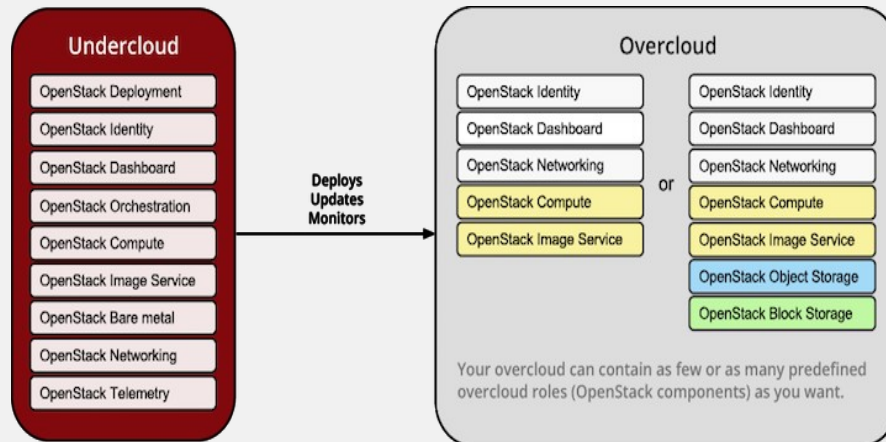 Undercloud
OpenStack Deployment
OpenStack Identity
OpenStack Dashboard
OpenStack Orchestration
OpenStack Compute
OpenStack Image Service
OpenStack Bare metal
OpenStack Networking
OpenStack Telemetry
Deploys
Updates
Monitors
Overcloud
OpenStack Identity
OpenStack Dashboard
OpenStack Networking
OpenStack Compute
OpenStack Image Service
or
OpenStack Identity
OpenStack Dashboard
OpenStack Networking
OpenStack Compute
OpenStack Image Service
OpenStack Object Storage
OpenStack Block Storage
Your overcloud can contain as few or as many predefined
overcloud roles (OpenStack components) as you want.